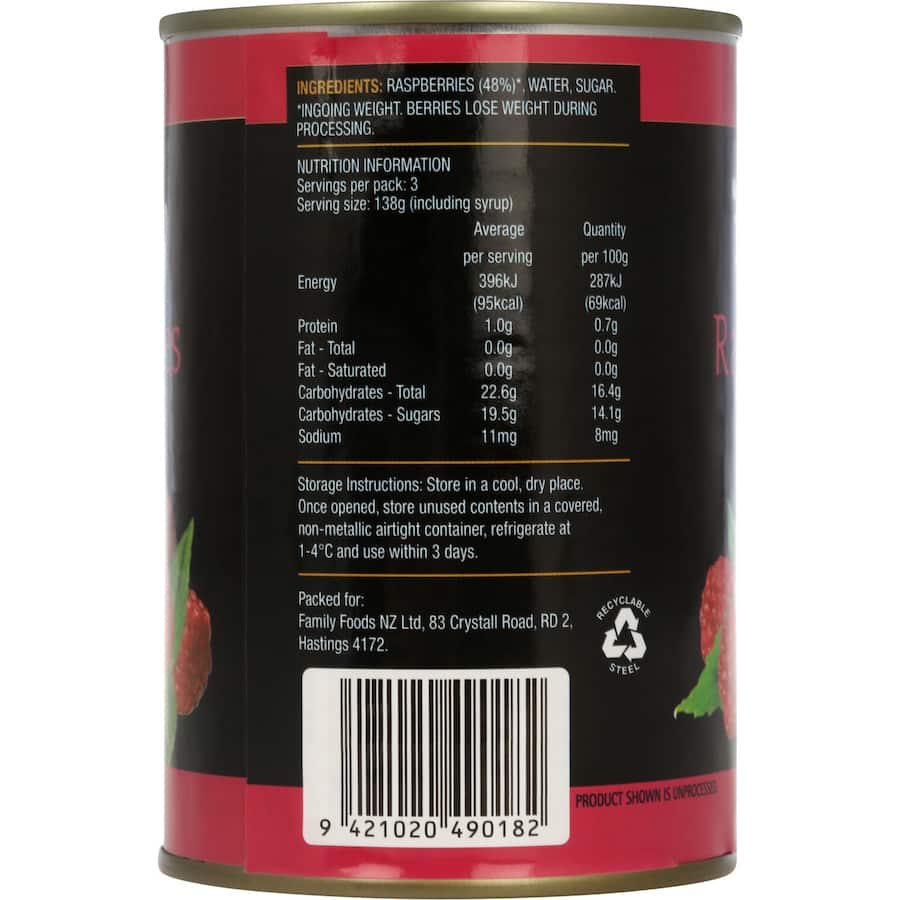 INGREDIENTS: RASPBERRIES (48%)*, WATER, SUGAR.
*INGOING WEIGHT. BERRIES LOSE WEIGHT DURING
PROCESSING.
NUTRITION INFORMATION
Servings per pack: 3
Serving size: 138g (including syrup)
Average Quantity
per serving per 100g
Energy 396kJ 287kJ
(95kcal) (69kcal)
Protein 1.0g 0.7g
Fat - Total 0.0g 0.0g
Fat - Saturated 0.0g 0.0g
Carbohydrates - Total 22.6g 16.4g
Carbohydrates - Sugars 19.5g 14.1g
Sodium 11mg 8mg
Storage Instructions: Store in a cool, dry place.
Once opened, store unused contents in a covered,
non-metallic airtight container, refrigerate at
1-4°C and use within 3 days.
Packed for:
Family Foods NZ Ltd, 83 Crystall Road, RD 2,
Hastings 4172.
RECYCLABLE
STEEL
9 421020 490182
PRODUCT SHOWN IS UNPROCESSED